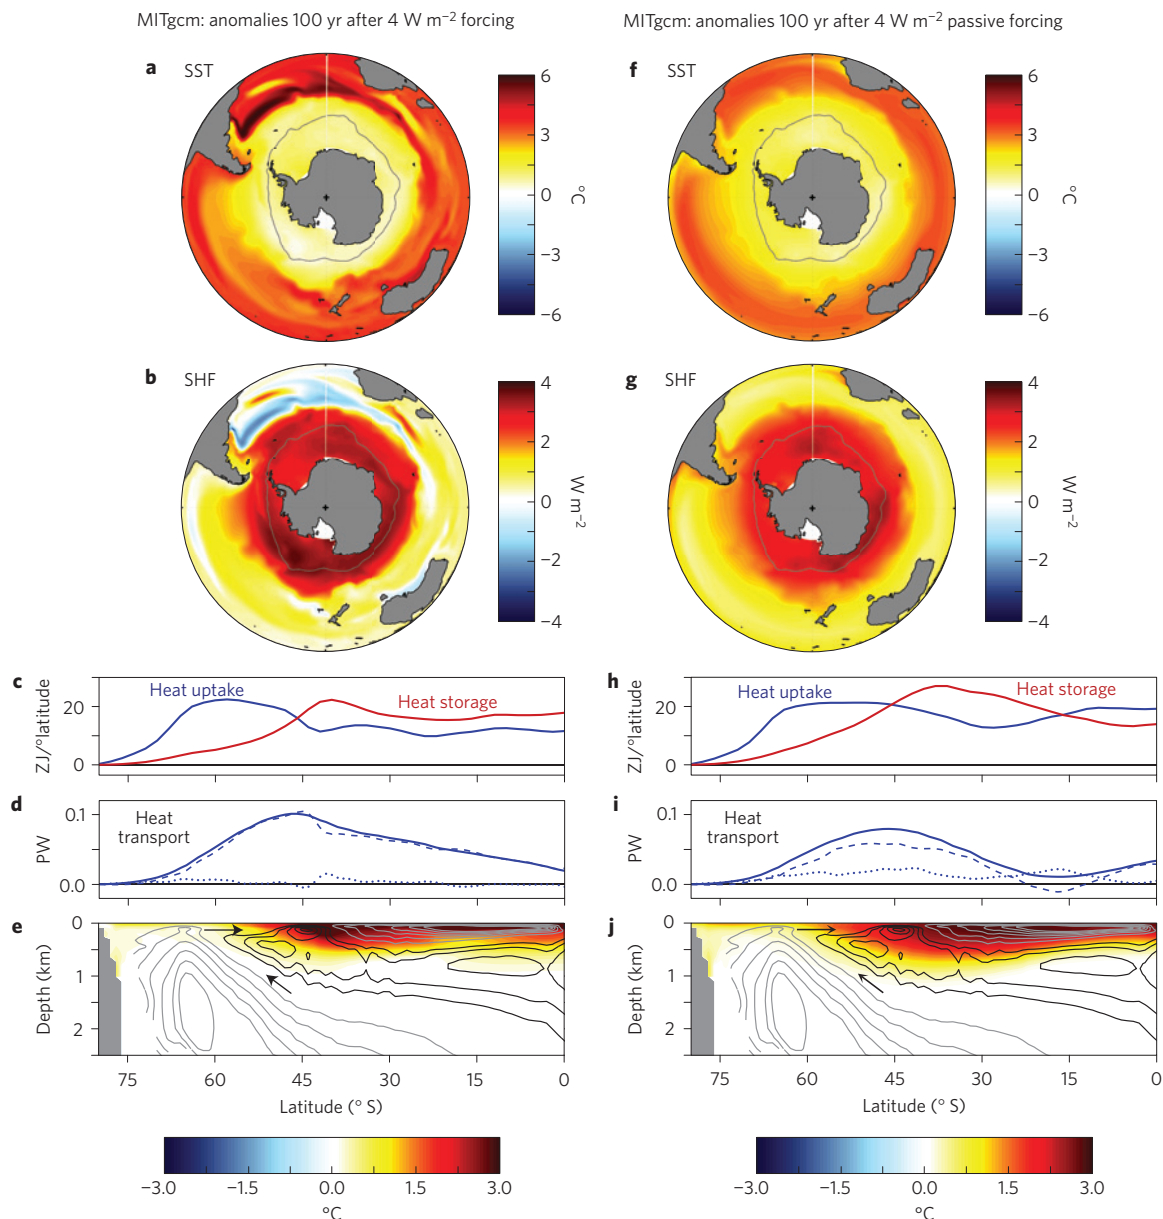 MITgcm: anomalies 100 yr after 4 W m−2 forcing
a SST
6
3
0
−3
−6
°C
b SHF
4
2
0
−2
−4
W m−2
c
Heat uptake
Heat storage
ZJ/°latitude
20
0
d
Heat
transport
PW
0.1
0.0
e
Depth (km)
0
1
2
75 60 45 30 15 0
Latitude (° S)
−3.0 −1.5 0.0 1.5 3.0
°C
MITgcm: anomalies 100 yr after 4 W m−2 passive forcing
f SST
6
3
0
−3
−6
°C
g SHF
4
2
0
−2
−4
W m−2
h
Heat uptake
Heat storage
ZJ/°latitude
20
0
i
Heat
transport
PW
0.1
0.0
j
Depth (km)
0
1
2
75 60 45 30 15 0
Latitude (° S)
−3.0 −1.5 0.0 1.5 3.0
°C